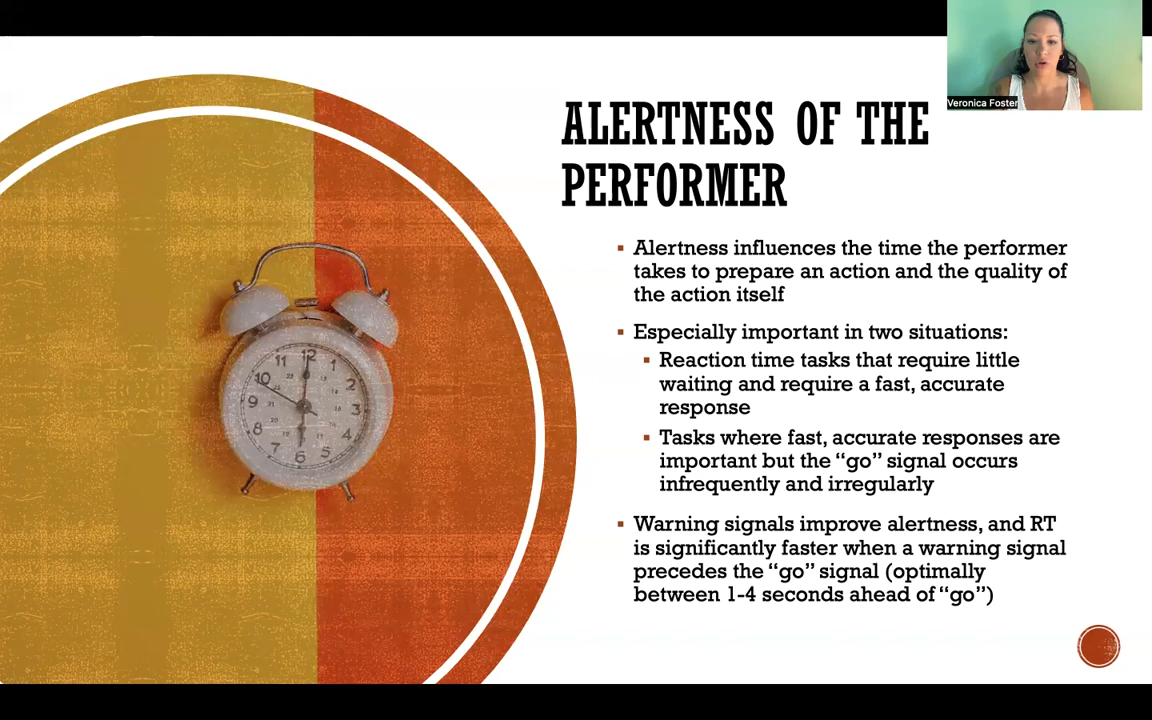 Veronica Foster
ALERTNESS OF THE
PERFORMER
▪ Alertness influences the time the performer
takes to prepare an action and the quality of
the action itself
▪ Especially important in two situations:
▪ Reaction time tasks that require little
waiting and require a fast, accurate
response
▪ Tasks where fast, accurate responses are
important but the “go” signal occurs
infrequently and irregularly
▪ Warning signals improve alertness, and RT
is significantly faster when a warning signal
precedes the “go” signal (optimally
between 1-4 seconds ahead of “go”)
12
1
2
3
4
5
6
7
8
9
10
11